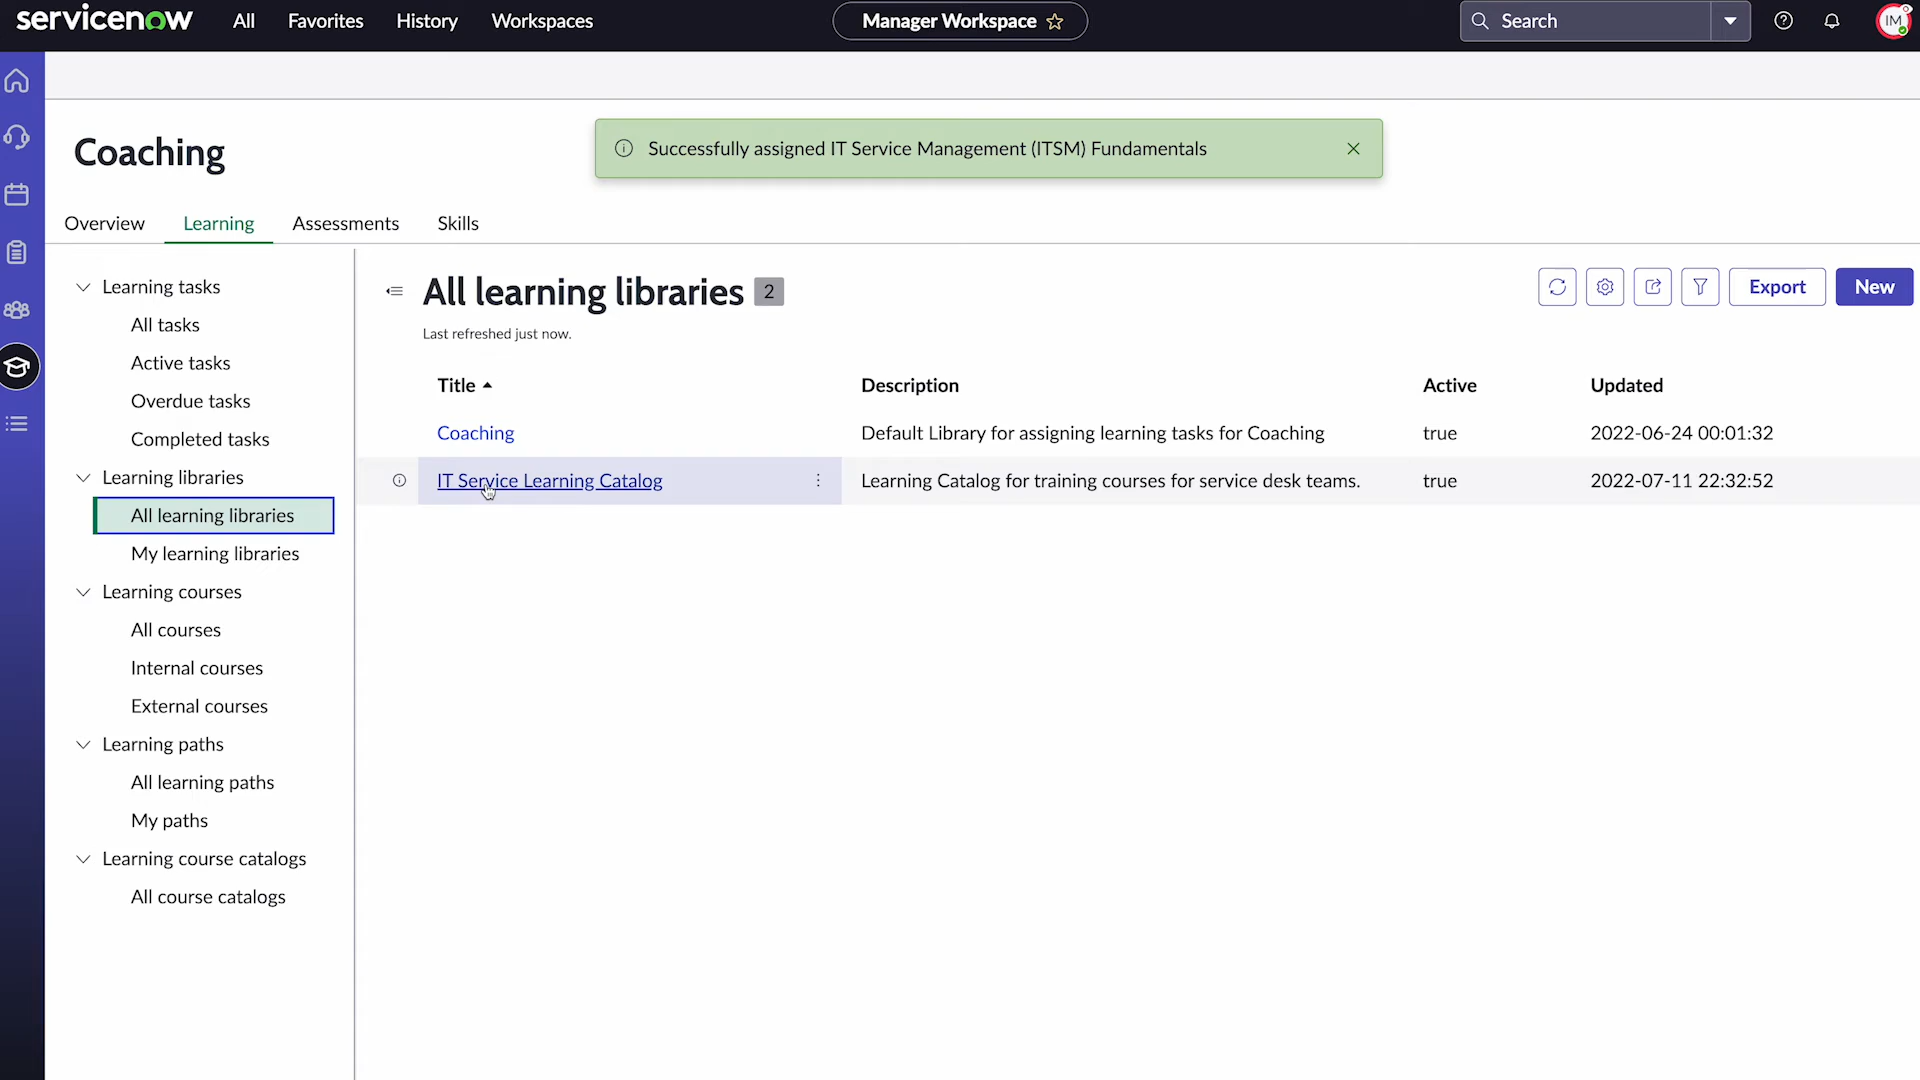 servicenow All Favorites History Workspaces Manager Workspace Search IM
Coaching
Successfully assigned IT Service Management (ITSM) Fundamentals
Overview Learning Assessments Skills
Learning tasks
All tasks
Active tasks
Overdue tasks
Completed tasks
Learning libraries
All learning libraries
My learning libraries
Learning courses
All courses
Internal courses
External courses
Learning paths
All learning paths
My paths
Learning course catalogs
All course catalogs
All learning libraries 2
Export New
Last refreshed just now.
Title Description Active Updated
Coaching Default Library for assigning learning tasks for Coaching true 2022-06-24 00:01:32
IT Service Learning Catalog Learning Catalog for training courses for service desk teams. true 2022-07-11 22:32:52